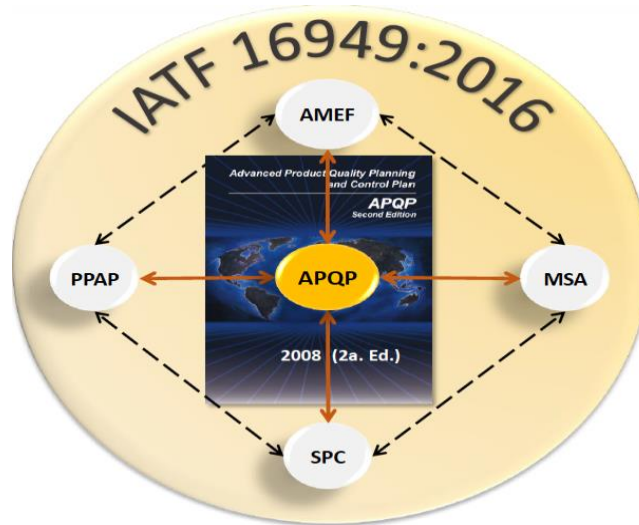 IATF 16949:2016
AMEF
Advanced Product Quality Planning
and Control Plan
APQP
Second Edition
PPAP
APQP
MSA
2008 (2a. Ed.)
SPC